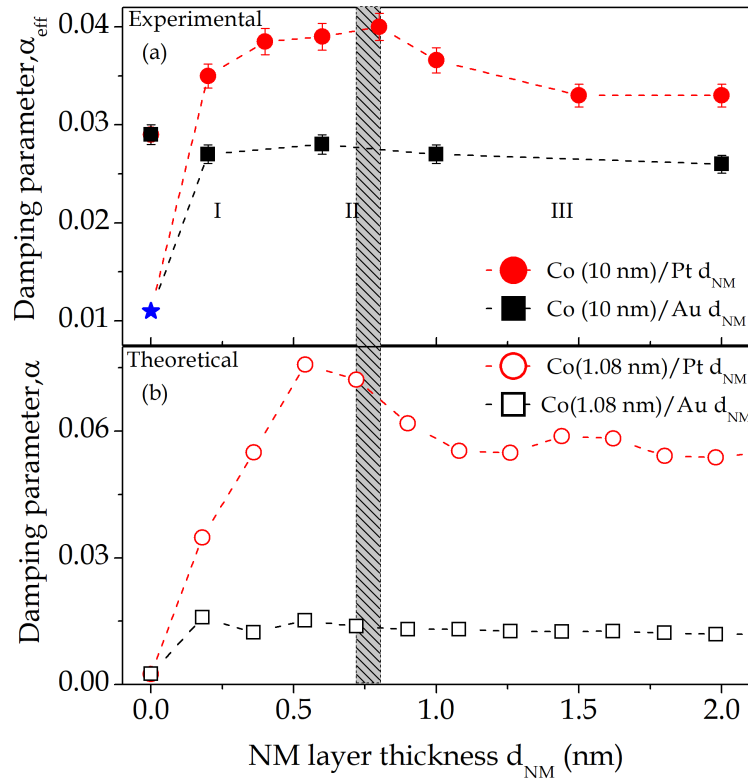 Experimental
(a)
Damping parameter,α_eff
0.04
0.03
0.02
0.01
I
II
III
Co (10 nm)/Pt d_NM
Co (10 nm)/Au d_NM
Theoretical
(b)
Damping parameter,α
0.06
0.03
0.00
Co(1.08 nm)/Pt d_NM
Co(1.08 nm)/Au d_NM
0.0 0.5 1.0 1.5 2.0
NM layer thickness d_NM (nm)